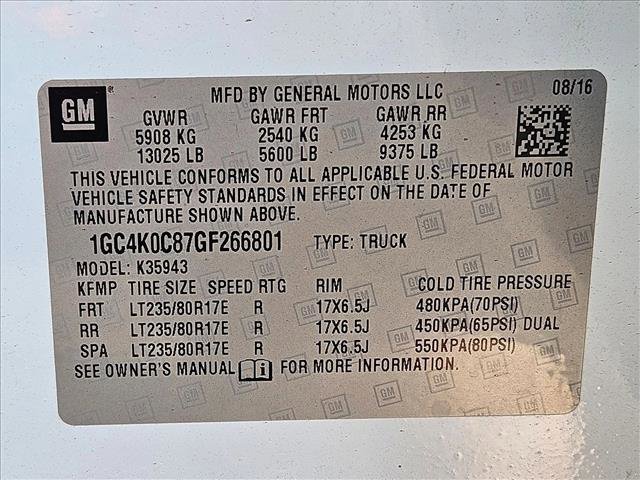 GM
MFD BY GENERAL MOTORS LLC 08/16
GVWR GAWR FRT GAWR RR
5908 KG 2540 KG 4253 KG
13025 LB 5600 LB 9375 LB
THIS VEHICLE CONFORMS TO ALL APPLICABLE U.S. FEDERAL MOTOR
VEHICLE SAFETY STANDARDS IN EFFECT ON THE DATE OF
MANUFACTURE SHOWN ABOVE.
1GC4K0C87GF266801 TYPE: TRUCK
MODEL: K35943
KFMP TIRE SIZE SPEED RTG RIM COLD TIRE PRESSURE
FRT LT235/80R17E R 17X6.5J 480KPA(70PSI)
RR LT235/80R17E R 17X6.5J 450KPA(65PSI) DUAL
SPA LT235/80R17E R 17X6.5J 550KPA(80PSI)
SEE OWNER'S MANUAL FOR MORE INFORMATION.